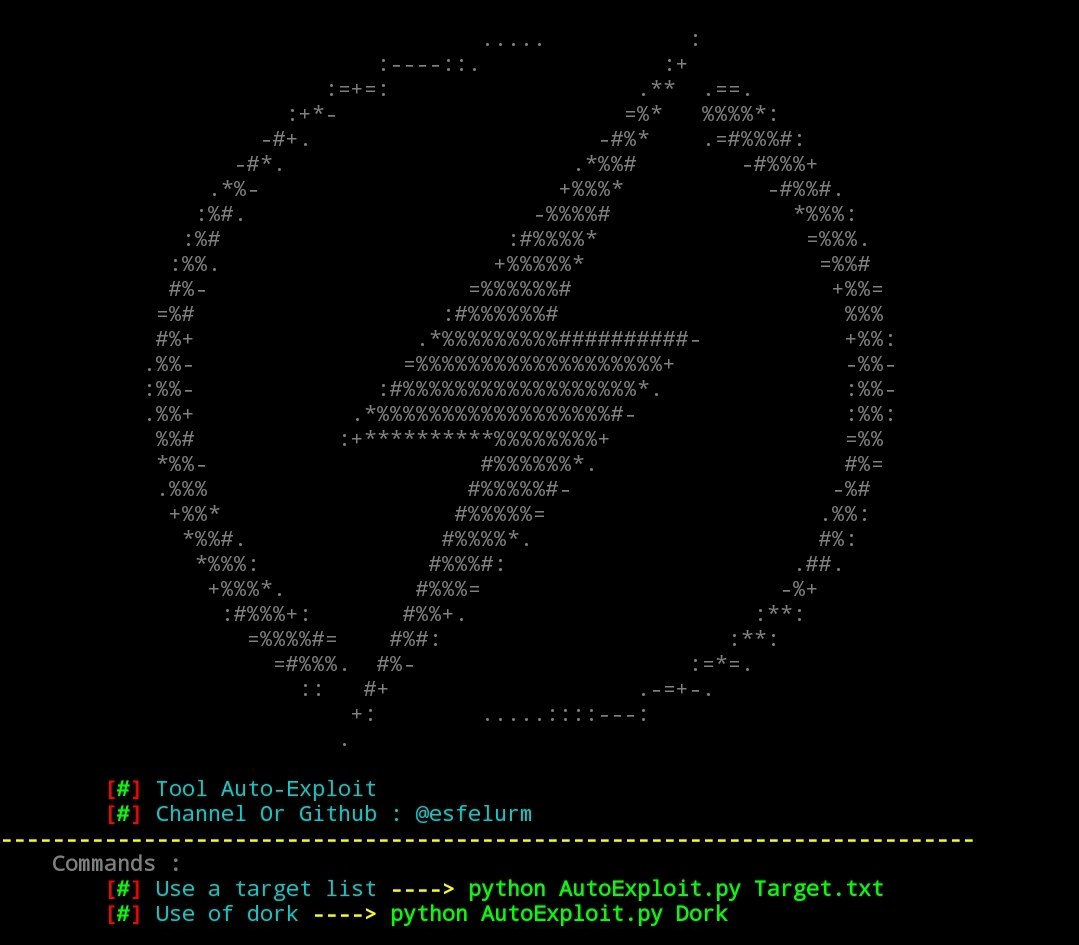 [#] Tool Auto-Exploit
[#] Channel Or Github : @esfelurm
Commands :
[#] Use a target list ----> python AutoExploit.py Target.txt
[#] Use of dork ----> python AutoExploit.py Dork